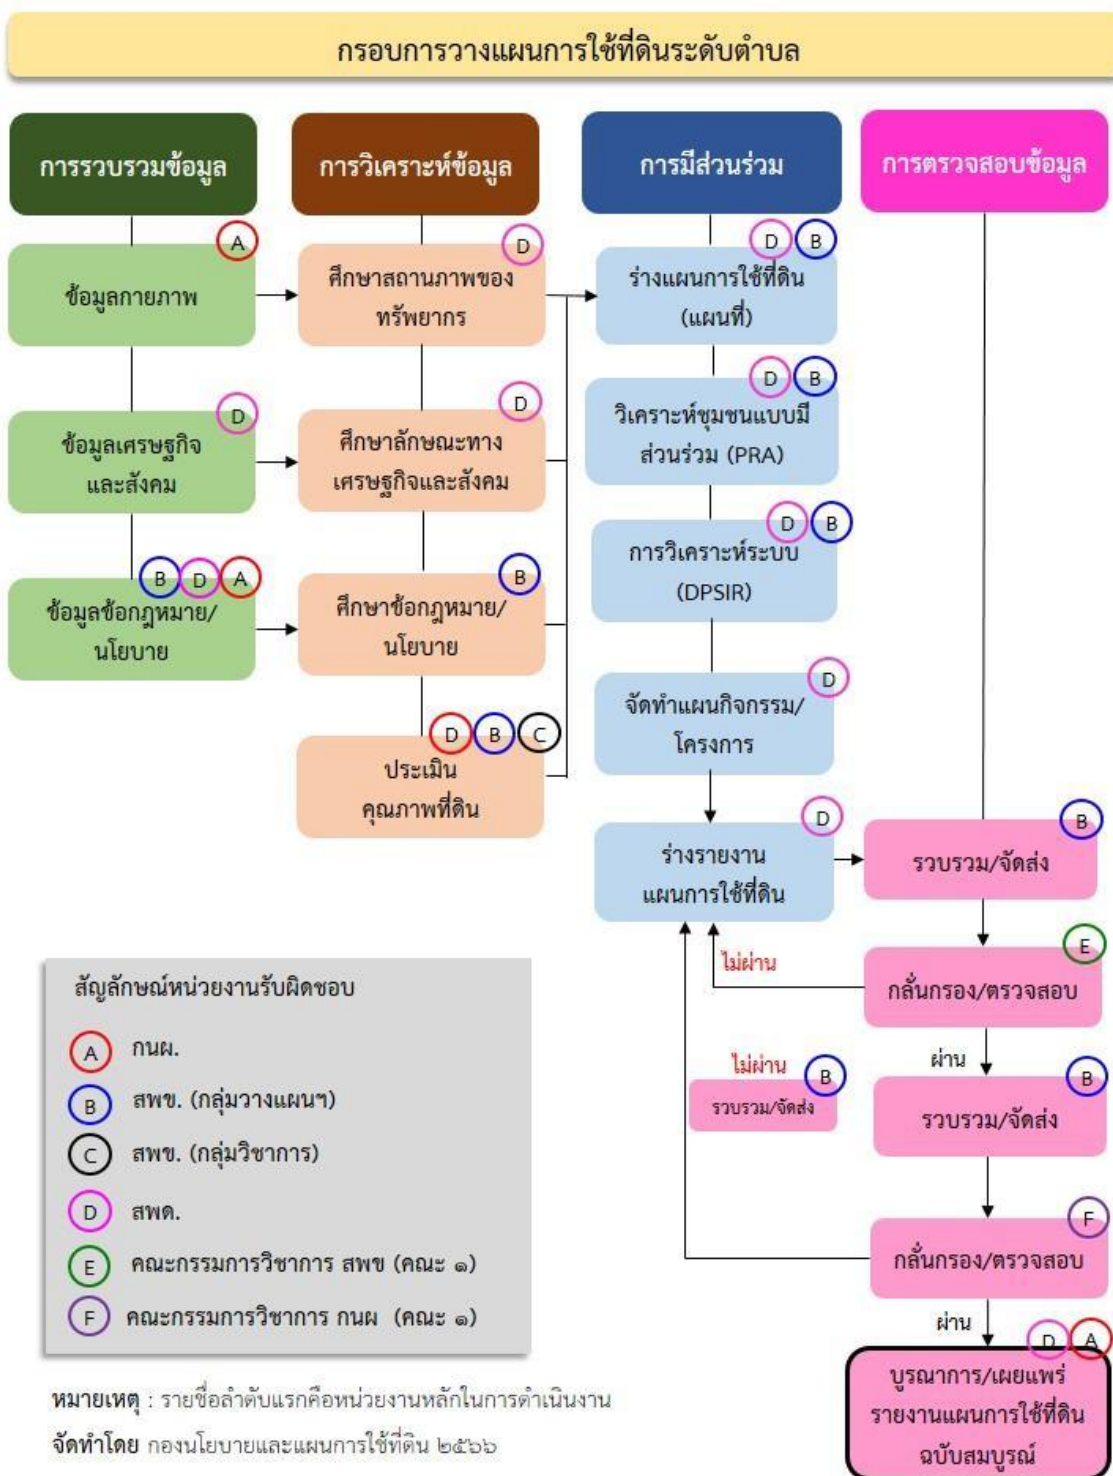 กรอบการวางแผนการใช้ที่ดินระดับตำบล
การรวบรวมข้อมูล
A
ข้อมูลกายภาพ
D
ข้อมูลเศรษฐกิจ
และสังคม
B D A
ข้อมูลข้อกฎหมาย/
นโยบาย
การวิเคราะห์ข้อมูล
D
ศึกษาสถานภาพของ
ทรัพยากร
D
ศึกษาลักษณะทาง
เศรษฐกิจและสังคม
B
ศึกษาข้อกฎหมาย/
นโยบาย
D B C
ประเมิน
คุณภาพที่ดิน
การมีส่วนร่วม
D B
ร่างแผนการใช้ที่ดิน
(แผนที่)
D B
วิเคราะห์ชุมชนแบบมี
ส่วนร่วม (PRA)
D B
การวิเคราะห์ระบบ
(DPSIR)
D
จัดทำแผนกิจกรรม/
โครงการ
D
ร่างรายงาน
แผนการใช้ที่ดิน
การตรวจสอบข้อมูล
B
รวบรวม/จัดส่ง
E
กลั่นกรอง/ตรวจสอบ
ไม่ผ่าน
ผ่าน
B
รวบรวม/จัดส่ง
ไม่ผ่าน
B
รวบรวม/จัดส่ง
F
กลั่นกรอง/ตรวจสอบ
ผ่าน
D A
บูรณาการ/เผยแพร่
รายงานแผนการใช้ที่ดิน
ฉบับสมบูรณ์
สัญลักษณ์หน่วยงานรับผิดชอบ
A กนผ.
B สพข. (กลุ่มวางแผนฯ)
C สพข. (กลุ่มวิชาการ)
D สพด.
E คณะกรรมการวิชาการ สพข (คณะ ๑)
F คณะกรรมการวิชาการ กนผ (คณะ ๑)
หมายเหตุ : รายชื่อลำดับแรกคือหน่วยงานหลักในการดำเนินงาน
จัดทำโดย กองนโยบายและแผนการใช้ที่ดิน ๒๕๖๖